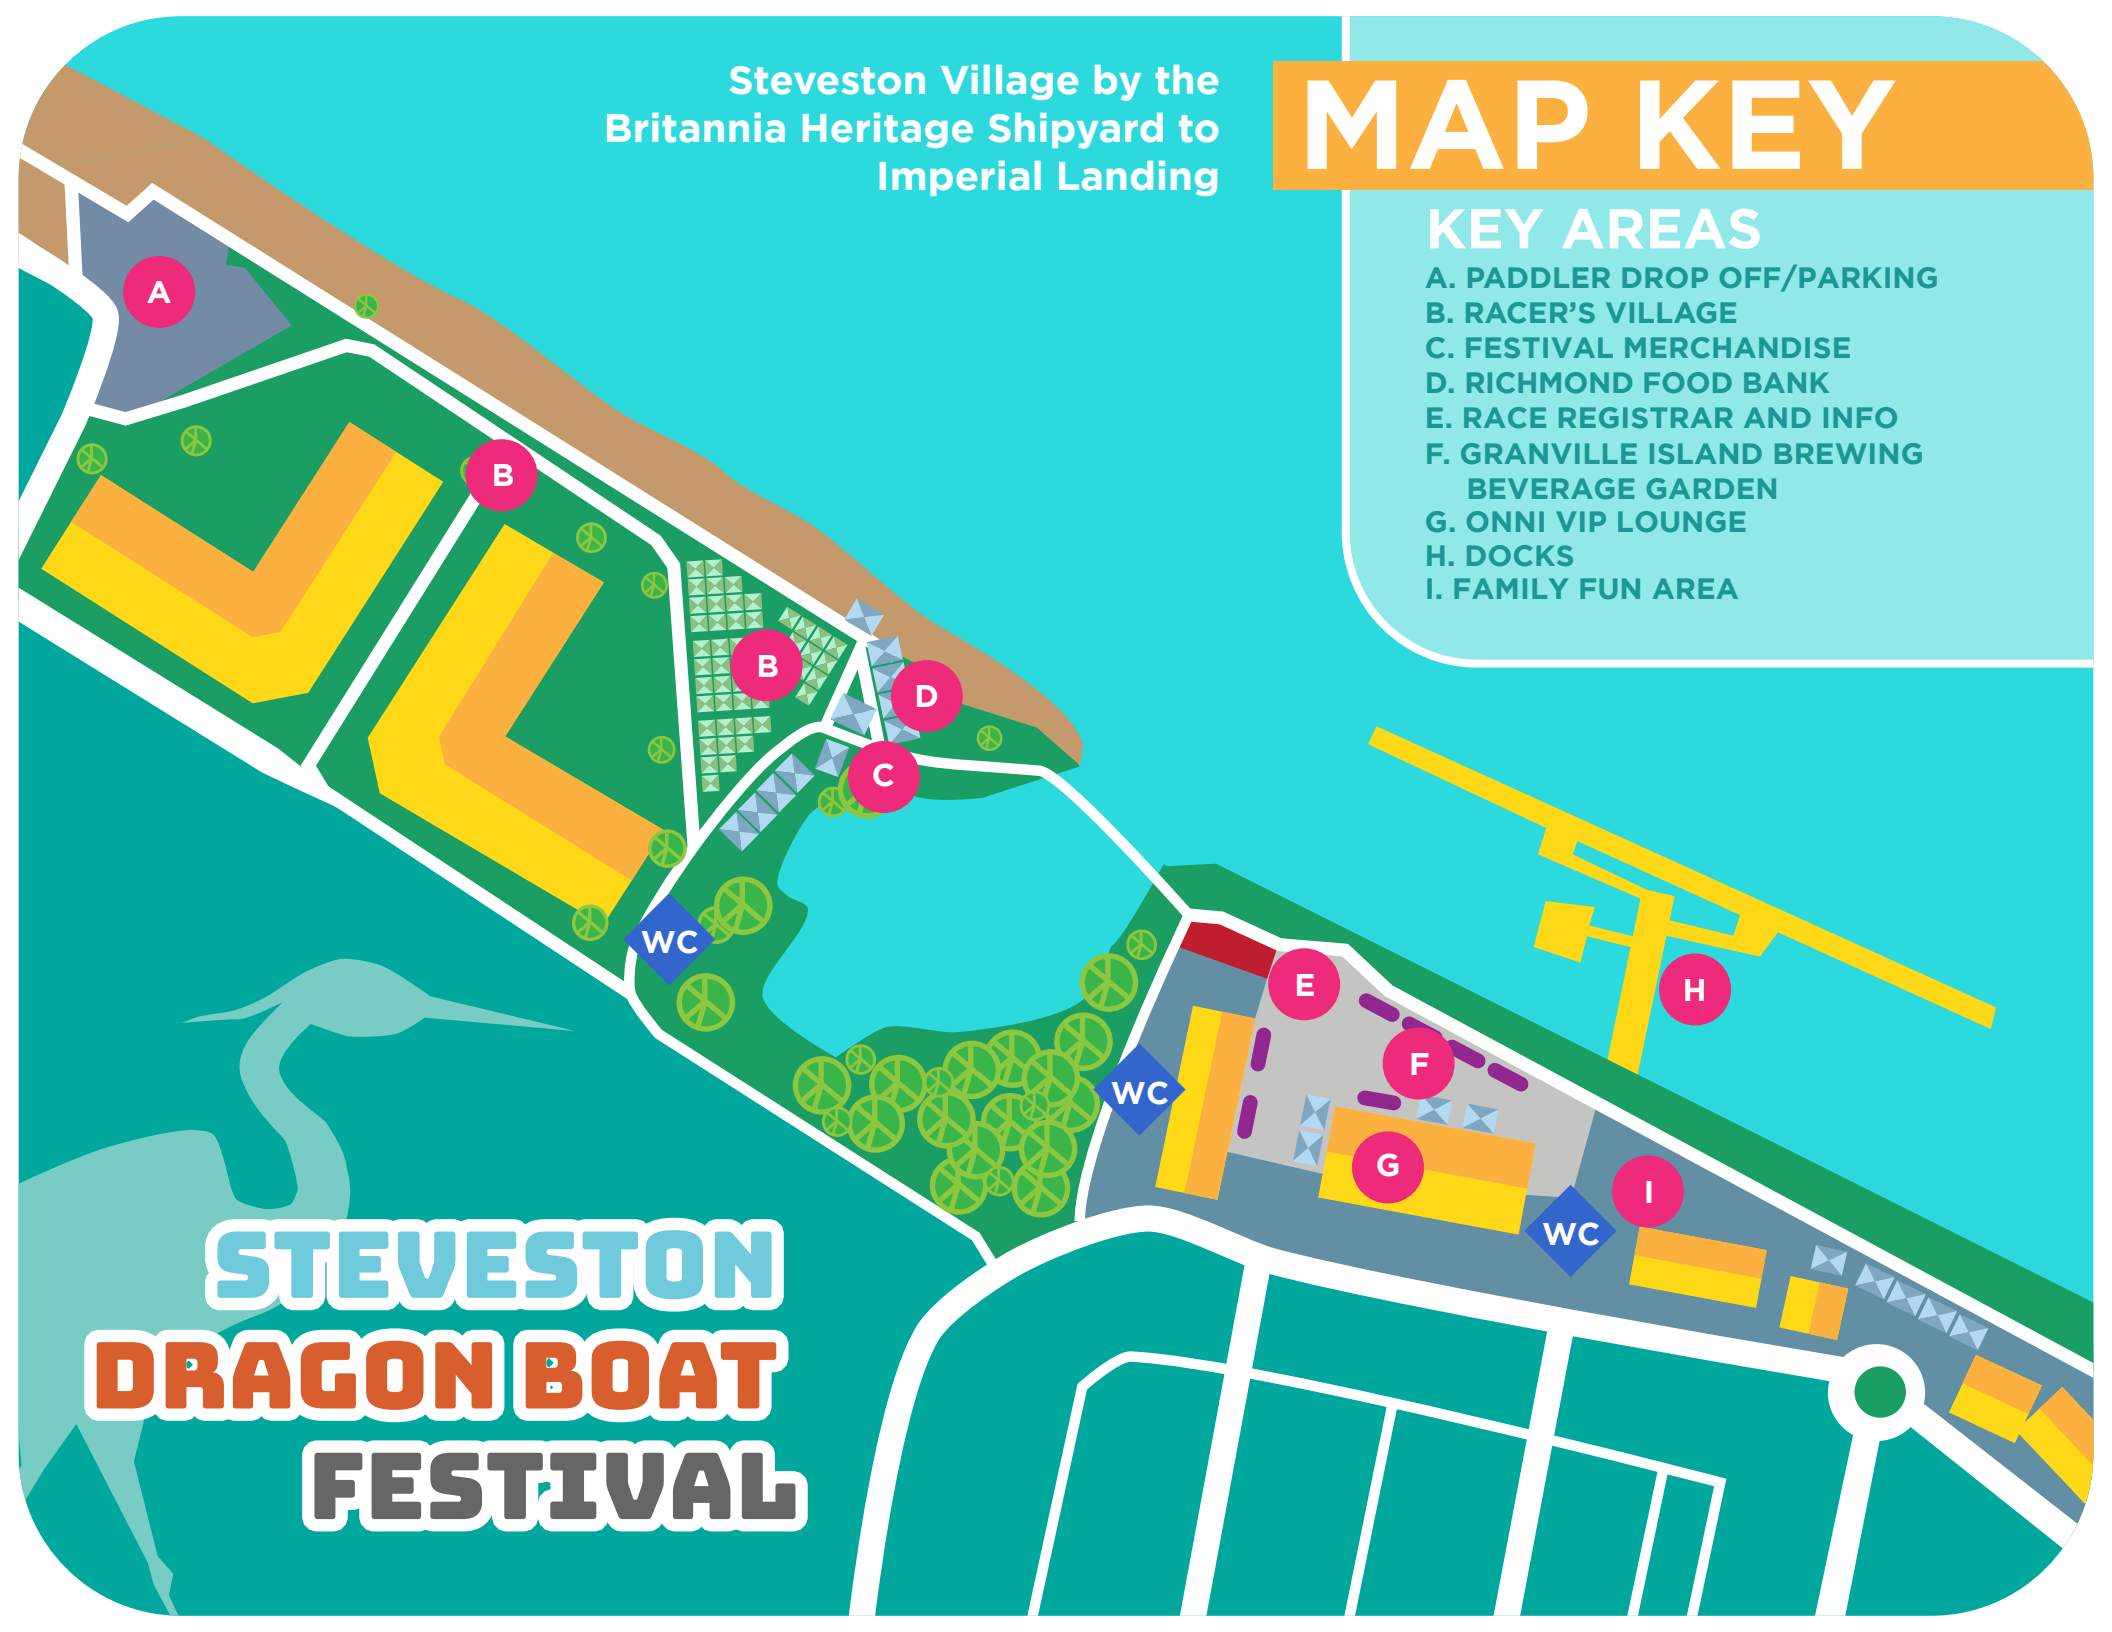 Steveston Village by the
Britannia Heritage Shipyard to
Imperial Landing
MAP KEY
KEY AREAS
A. PADDLER DROP OFF/PARKING
B. RACER’S VILLAGE
C. FESTIVAL MERCHANDISE
D. RICHMOND FOOD BANK
E. RACE REGISTRAR AND INFO
F. GRANVILLE ISLAND BREWING
BEVERAGE GARDEN
G. ONNI VIP LOUNGE
H. DOCKS
I. FAMILY FUN AREA
A
B
B
D
C
WC
E
H
F
WC
G
I
WC
STEVESTON
DRAGON BOAT
FESTIVAL